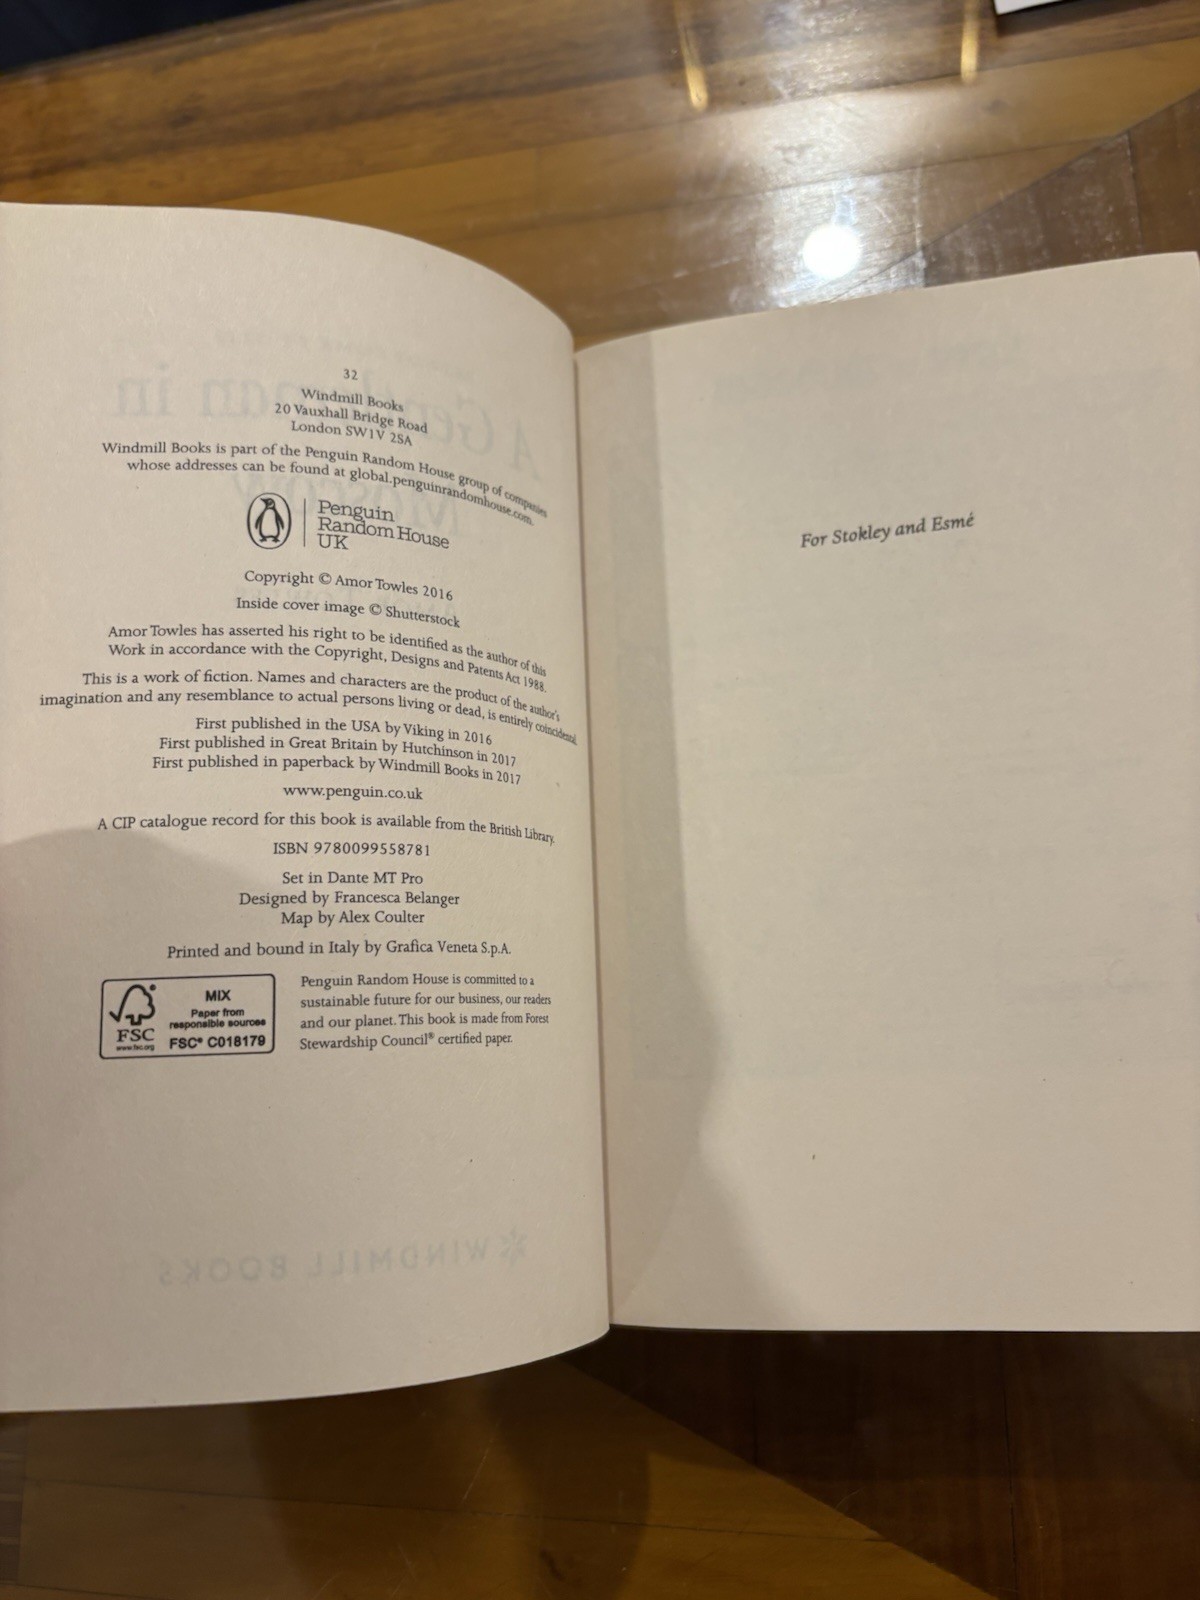 32
Windmill Books
20 Vauxhall Bridge Road
London SW1V 2SA
Windmill Books is part of the Penguin Random House group of companies
whose addresses can be found at global.penguinrandomhouse.com.
Penguin
Random House
UK
Copyright © Amor Towles 2016
Inside cover image © Shutterstock
Amor Towles has asserted his right to be identified as the author of this
Work in accordance with the Copyright, Designs and Patents Act 1988.
This is a work of fiction. Names and characters are the product of the author's
imagination and any resemblance to actual persons living or dead, is entirely coincidental.
First published in the USA by Viking in 2016
First published in Great Britain by Hutchinson in 2017
First published in paperback by Windmill Books in 2017
www.penguin.co.uk
A CIP catalogue record for this book is available from the British Library.
ISBN 9780099558781
Set in Dante MT Pro
Designed by Francesca Belanger
Map by Alex Coulter
Printed and bound in Italy by Grafica Veneta S.p.A.
FSC
www.fsc.org
MIX
Paper from
responsible sources
FSC® C018179
Penguin Random House is committed to a
sustainable future for our business, our readers
and our planet. This book is made from Forest
Stewardship Council® certified paper.
WINDMILL BOOKS
For Stokley and Esmé